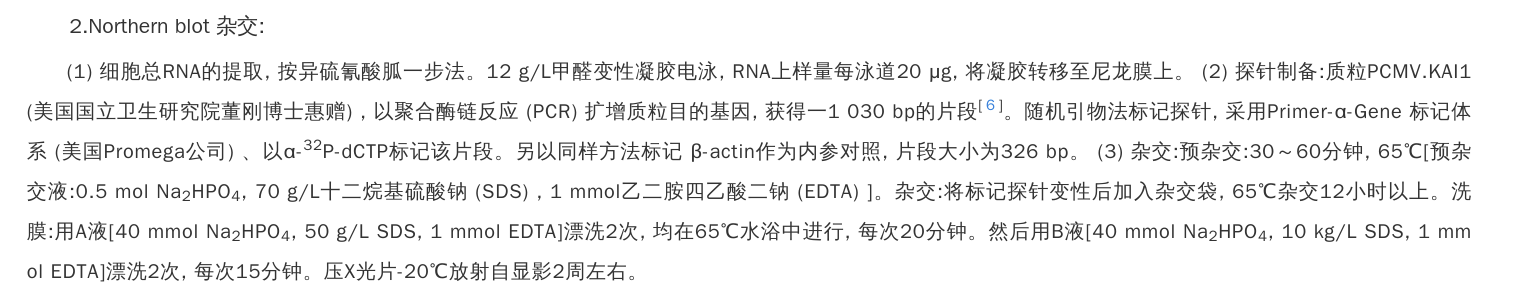 2.Northern blot 杂交:
(1) 细胞总RNA的提取, 按异硫氰酸胍一步法。12 g/L甲醛变性凝胶电泳, RNA上样量每泳道20 μg, 将凝胶转移至尼龙膜上。 (2) 探针制备:质粒PCMV.KAI1
(美国国立卫生研究院董刚博士惠赠) , 以聚合酶链反应 (PCR) 扩增质粒目的基因, 获得一1 030 bp的片段[6]。随机引物法标记探针, 采用Primer-α-Gene 标记体
系 (美国Promega公司) 、以α-32P-dCTP标记该片段。另以同样方法标记 β-actin作为内参对照, 片段大小为326 bp。 (3) 杂交:预杂交:30～60分钟, 65℃[预杂
交液:0.5 mol Na2HPO4, 70 g/L十二烷基硫酸钠 (SDS) , 1 mmol乙二胺四乙酸二钠 (EDTA) ]。杂交:将标记探针变性后加入杂交袋, 65℃杂交12小时以上。洗
膜:用A液[40 mmol Na2HPO4, 50 g/L SDS, 1 mmol EDTA]漂洗2次, 均在65℃水浴中进行, 每次20分钟。然后用B液[40 mmol Na2HPO4, 10 kg/L SDS, 1 mm
ol EDTA]漂洗2次, 每次15分钟。压X光片-20℃放射自显影2周左右。